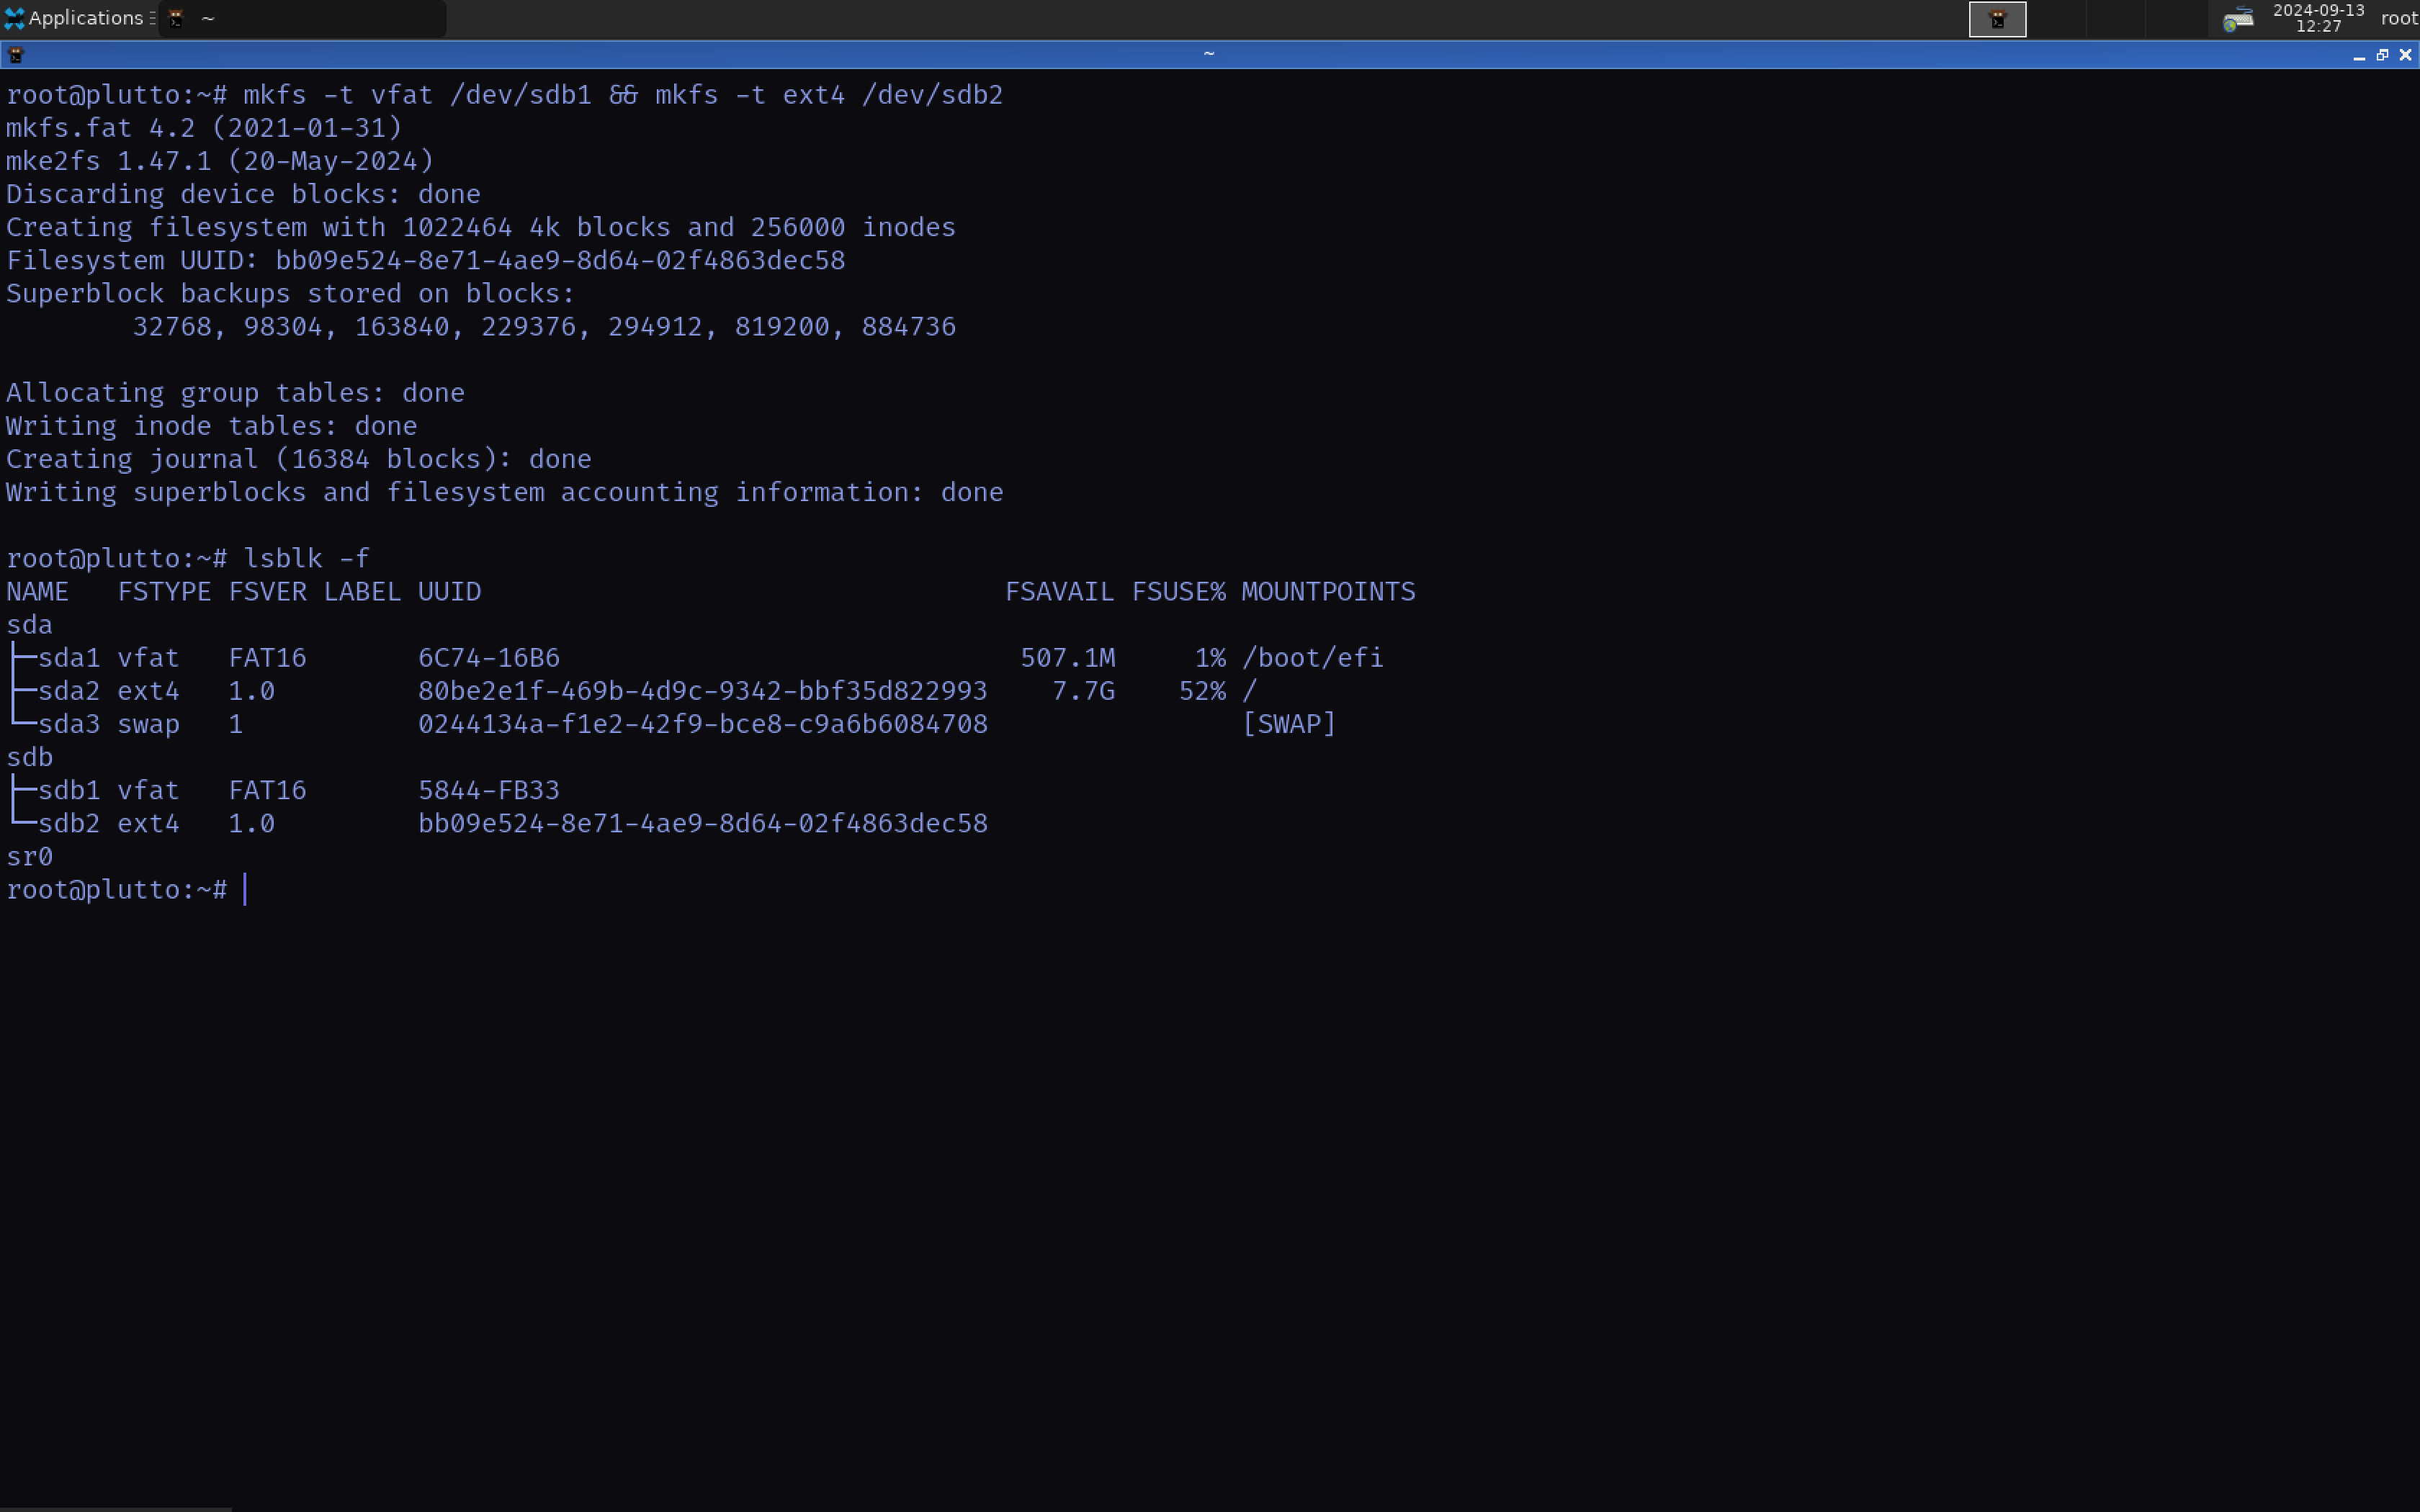 Applications ~ 2024-09-13 root
12:27
~
root@plutto:~# mkfs -t vfat /dev/sdb1 && mkfs -t ext4 /dev/sdb2
mkfs.fat 4.2 (2021-01-31)
mke2fs 1.47.1 (20-May-2024)
Discarding device blocks: done
Creating filesystem with 1022464 4k blocks and 256000 inodes
Filesystem UUID: bb09e524-8e71-4ae9-8d64-02f4863dec58
Superblock backups stored on blocks:
        32768, 98304, 163840, 229376, 294912, 819200, 884736

Allocating group tables: done
Writing inode tables: done
Creating journal (16384 blocks): done
Writing superblocks and filesystem accounting information: done

root@plutto:~# lsblk -f
NAME   FSTYPE FSVER LABEL UUID                                 FSAVAIL FSUSE% MOUNTPOINTS
sda
├─sda1 vfat   FAT16       6C74-16B6                             507.1M     1% /boot/efi
├─sda2 ext4   1.0         80be2e1f-469b-4d9c-9342-bbf35d822993    7.7G    52% /
└─sda3 swap   1           0244134a-f1e2-42f9-bce8-c9a6b6084708                [SWAP]
sdb
├─sdb1 vfat   FAT16       5844-FB33
└─sdb2 ext4   1.0         bb09e524-8e71-4ae9-8d64-02f4863dec58
sr0
root@plutto:~#